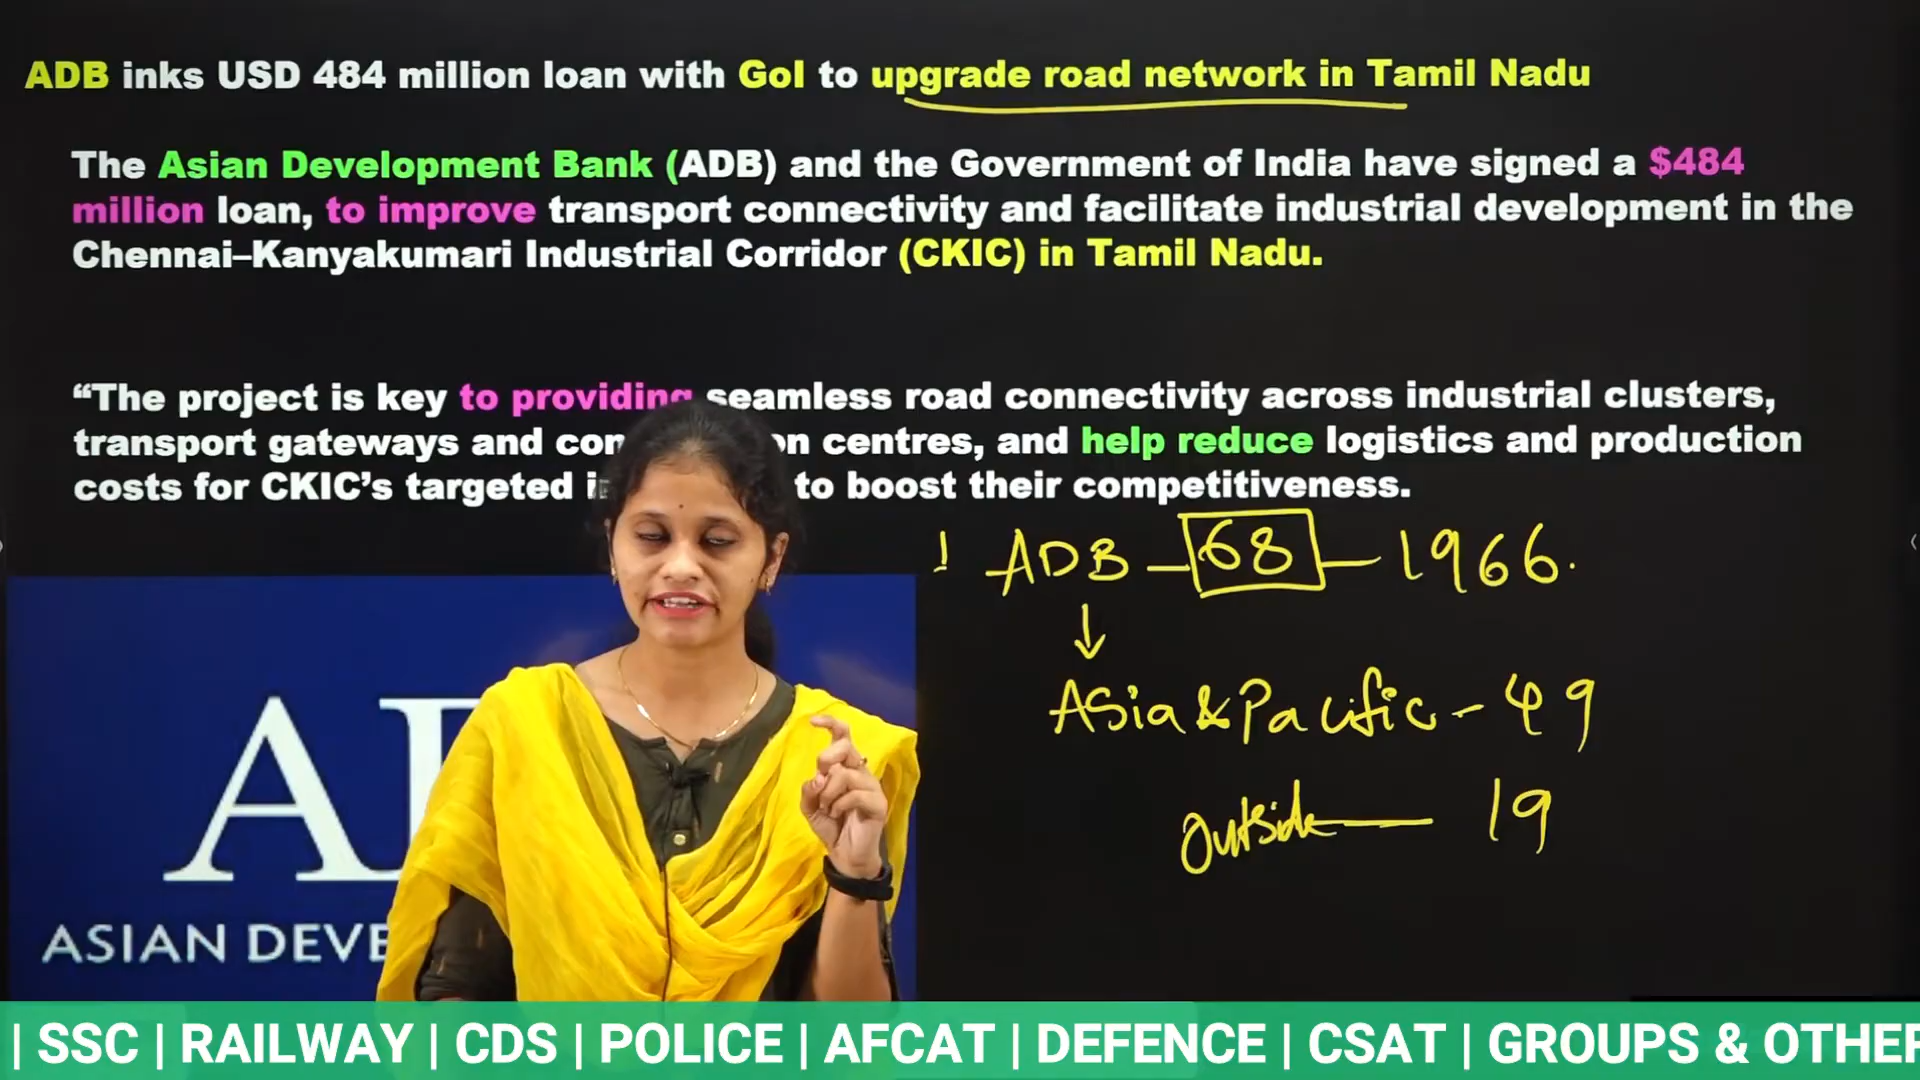 ADB inks USD 484 million loan with GoI to upgrade road network in Tamil Nadu
The Asian Development Bank (ADB) and the Government of India have signed a $484
million loan, to improve transport connectivity and facilitate industrial development in the
Chennai–Kanyakumari Industrial Corridor (CKIC) in Tamil Nadu.
“The project is key to providing seamless road connectivity across industrial clusters,
transport gateways and centres, and help reduce logistics and production
costs for CKIC’s targeted to boost their competitiveness.
ADB – 68 – 1966.
Asia & Pacific - 49
Outside — 19
ASIAN DEVE
| SSC | RAILWAY | CDS | POLICE | AFCAT | DEFENCE | CSAT | GROUPS & OTHER